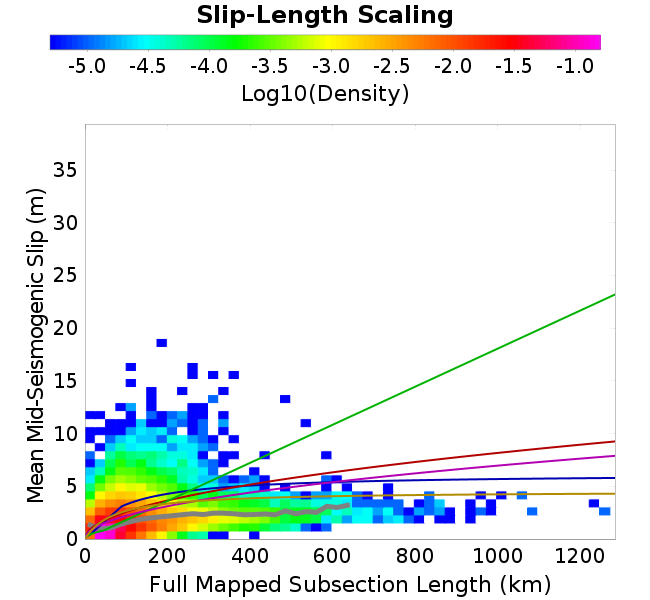 Slip-Length Scaling
-5.0 -4.5 -4.0 -3.5 -3.0 -2.5 -2.0 -1.5 -1.0
Log10(Density)
Mean Mid-Seismogenic Slip (m)
35
30
25
20
15
10
5
0
0 200 400 600 800 1000 1200
Full Mapped Subsection Length (km)